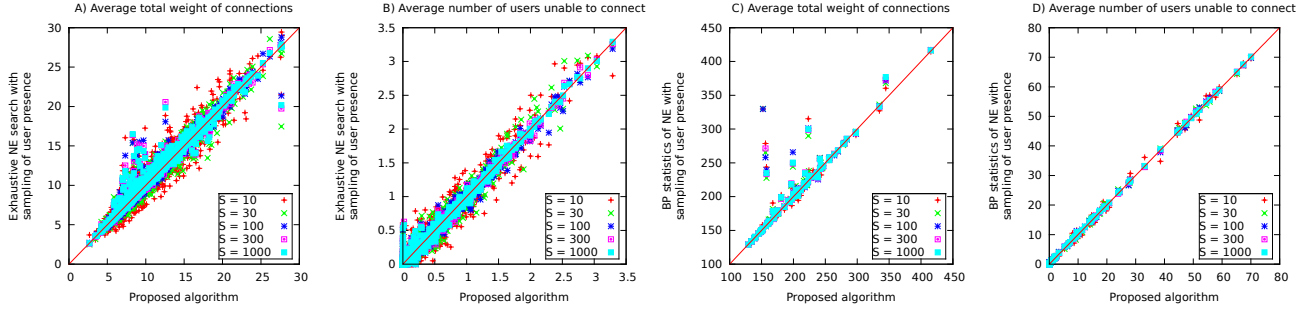 A) Average total weight of connections
Exhaustive NE search with
sampling of user presence
30
25
20
15
10
5
0
0 5 10 15 20 25 30
Proposed algorithm
S = 10
S = 30
S = 100
S = 300
S = 1000
B) Average number of users unable to connect
Exhaustive NE search with
sampling of user presence
3.5
3
2.5
2
1.5
1
0.5
0
0 0.5 1 1.5 2 2.5 3 3.5
Proposed algorithm
S = 10
S = 30
S = 100
S = 300
S = 1000
C) Average total weight of connections
BP statistics of NE with
sampling of user presence
450
400
350
300
250
200
150
100
100 150 200 250 300 350 400 450
Proposed algorithm
S = 10
S = 30
S = 100
S = 300
S = 1000
D) Average number of users unable to connect
BP statistics of NE with
sampling of user presence
80
70
60
50
40
30
20
10
0
0 10 20 30 40 50 60 70 80
Proposed algorithm
S = 10
S = 30
S = 100
S = 300
S = 1000